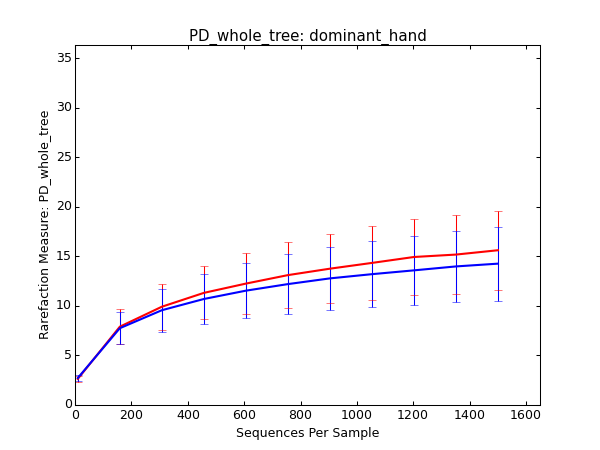 PD_whole_tree: dominant_hand
Rarefaction Measure: PD_whole_tree
35
30
25
20
15
10
5
0
0 200 400 600 800 1000 1200 1400 1600
Sequences Per Sample